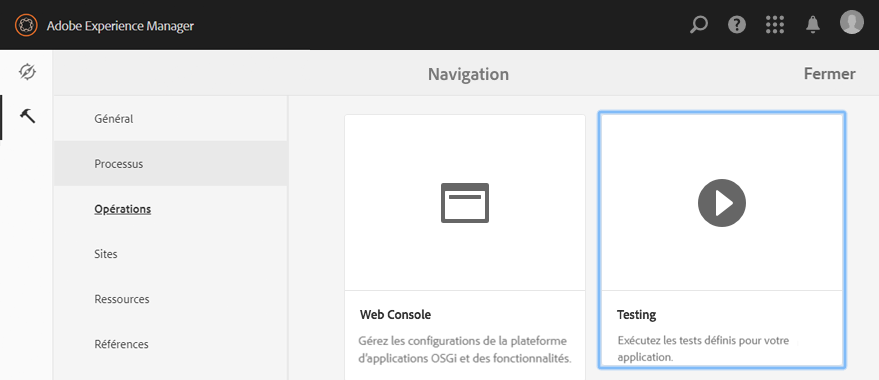 Adobe Experience Manager
Navigation
Fermer
Général
Processus
Opérations
Sites
Ressources
Références
Web Console
Gérez les configurations de la plateforme
d'applications OSGi et des fonctionnalités.
Testing
Exécutez les tests définis pour votre
application.